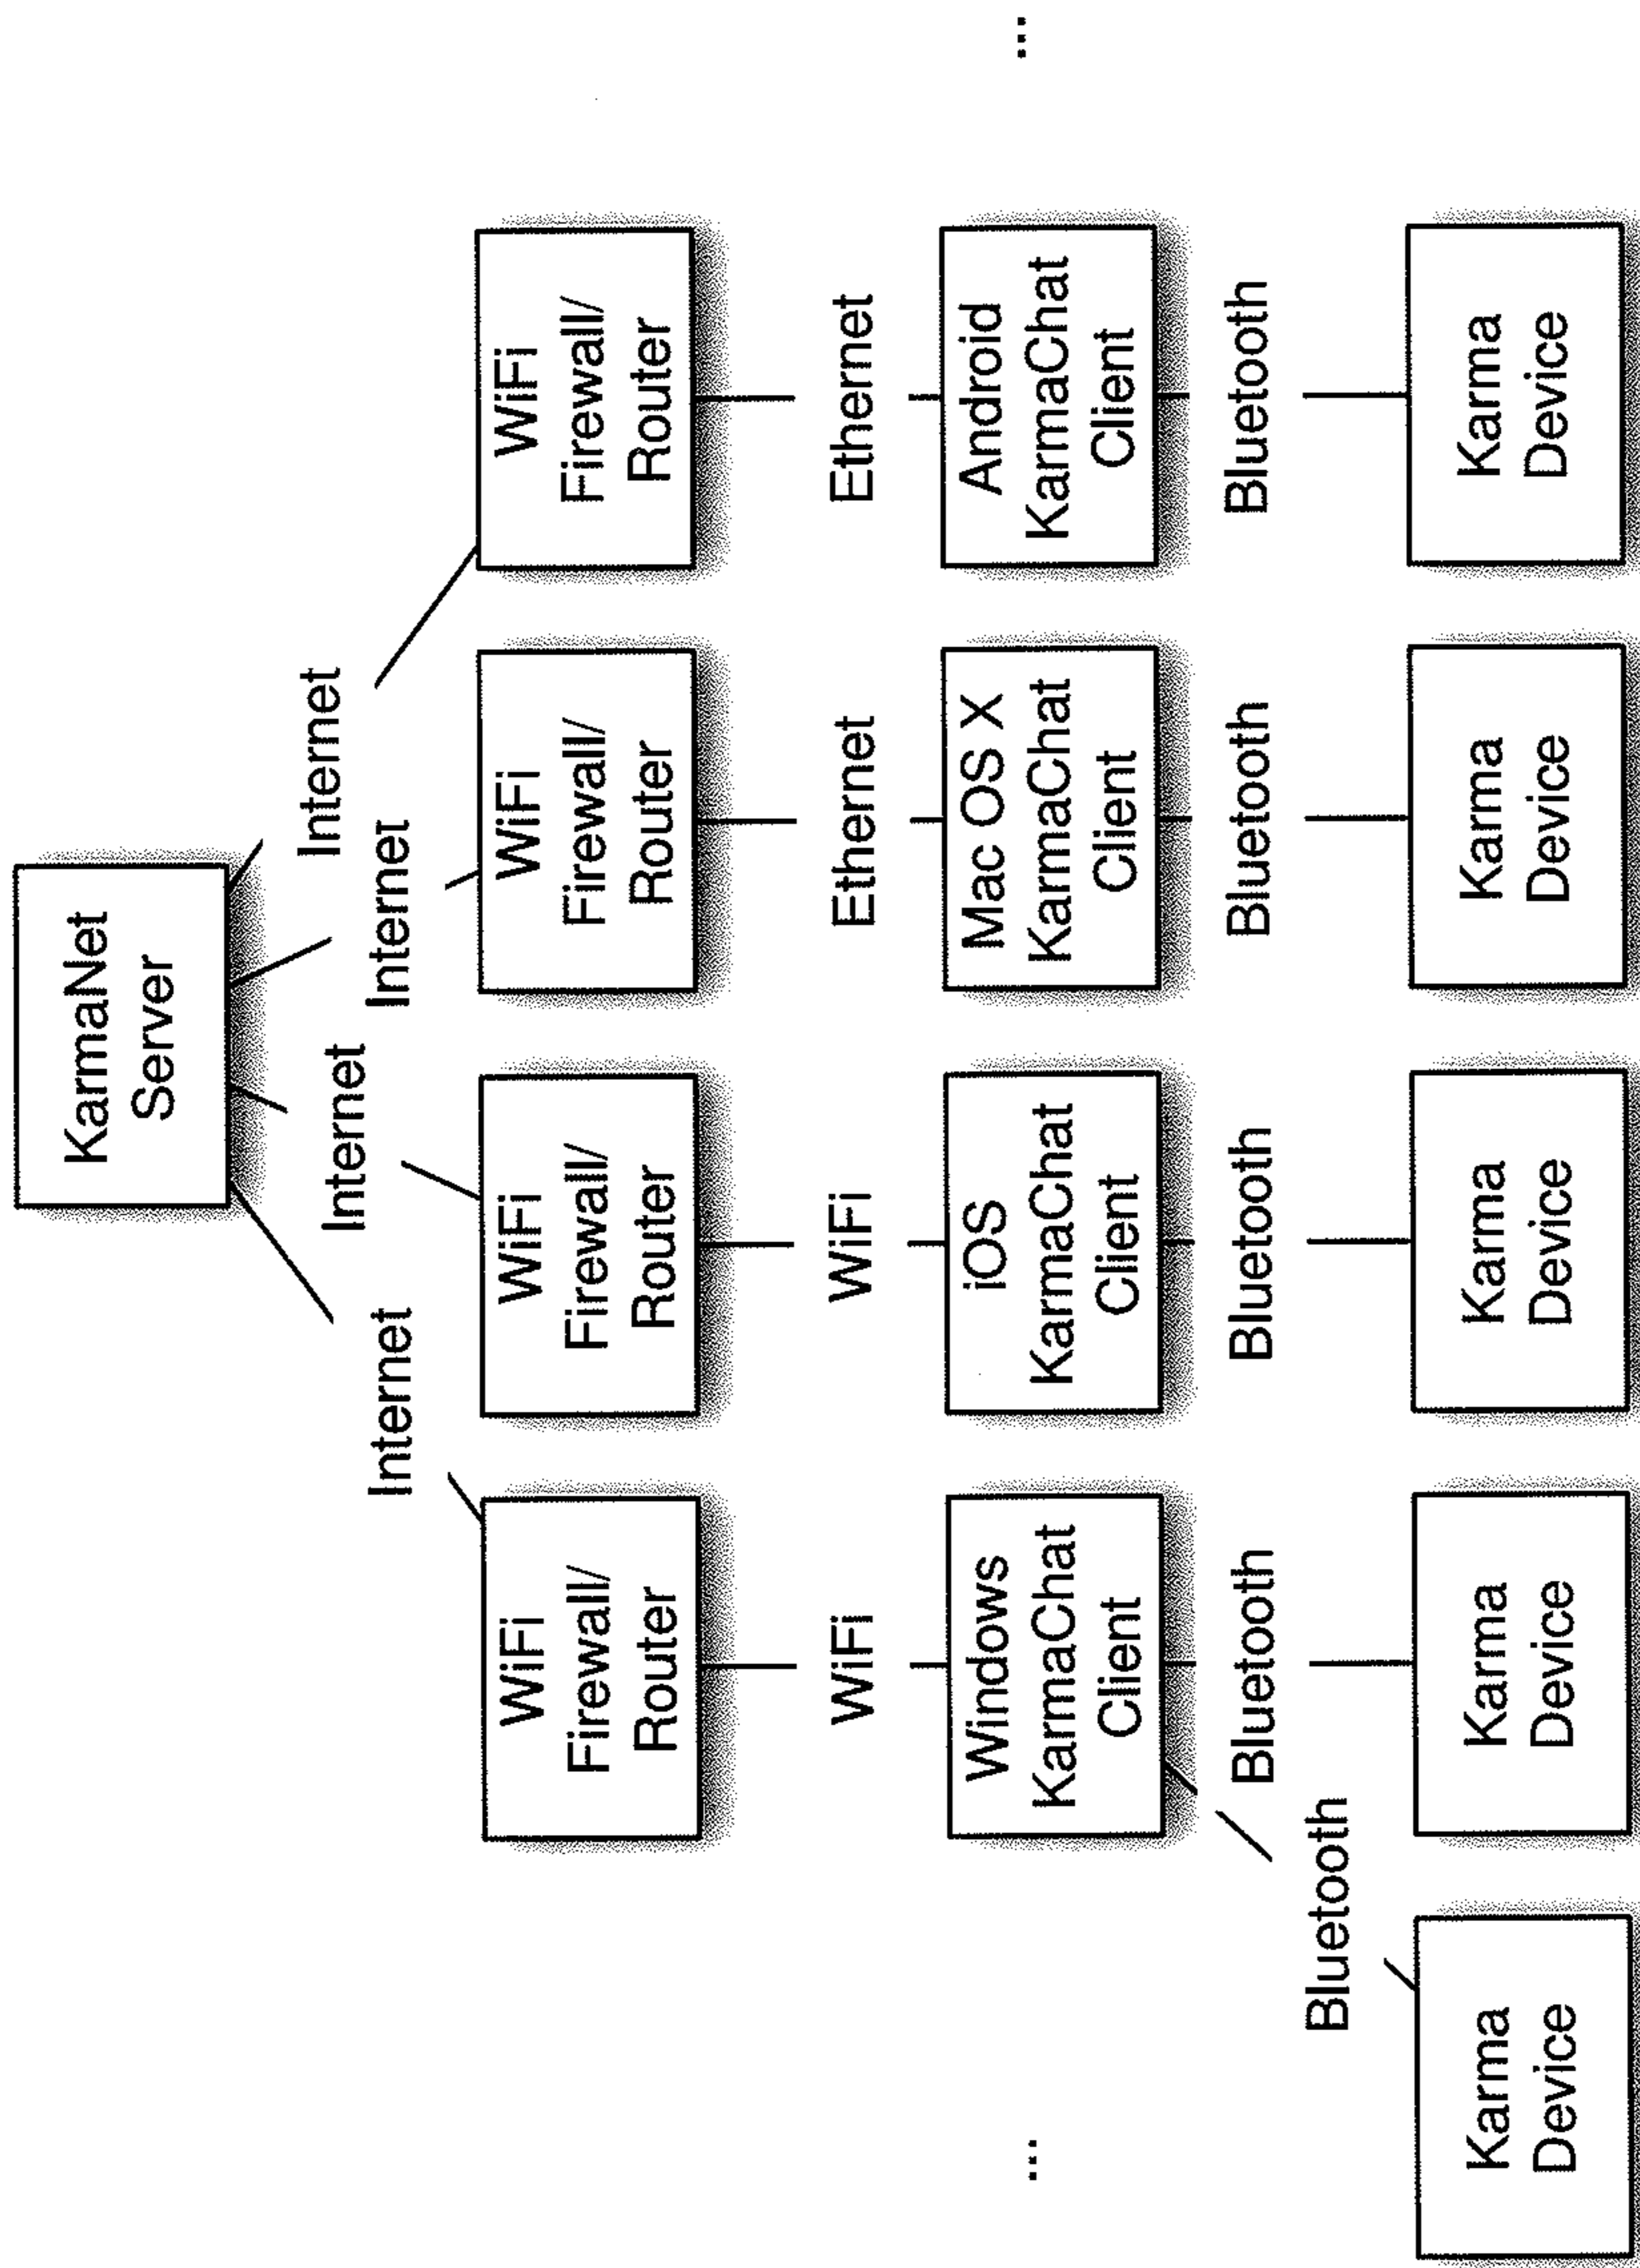 KarmaNet
Server
Internet
Internet
Internet
Internet
WiFi
Firewall/
Router
WiFi
Firewall/
Router
WiFi
Firewall/
Router
WiFi
Firewall/
Router
WiFi
WiFi
Ethernet
Ethernet
...
Windows
KarmaChat
Client
iOS
KarmaChat
Client
Mac OS X
KarmaChat
Client
Android
KarmaChat
Client
...
Bluetooth
Bluetooth
Bluetooth
Bluetooth
Bluetooth
Karma
Device
Karma
Device
Karma
Device
Karma
Device
Karma
Device